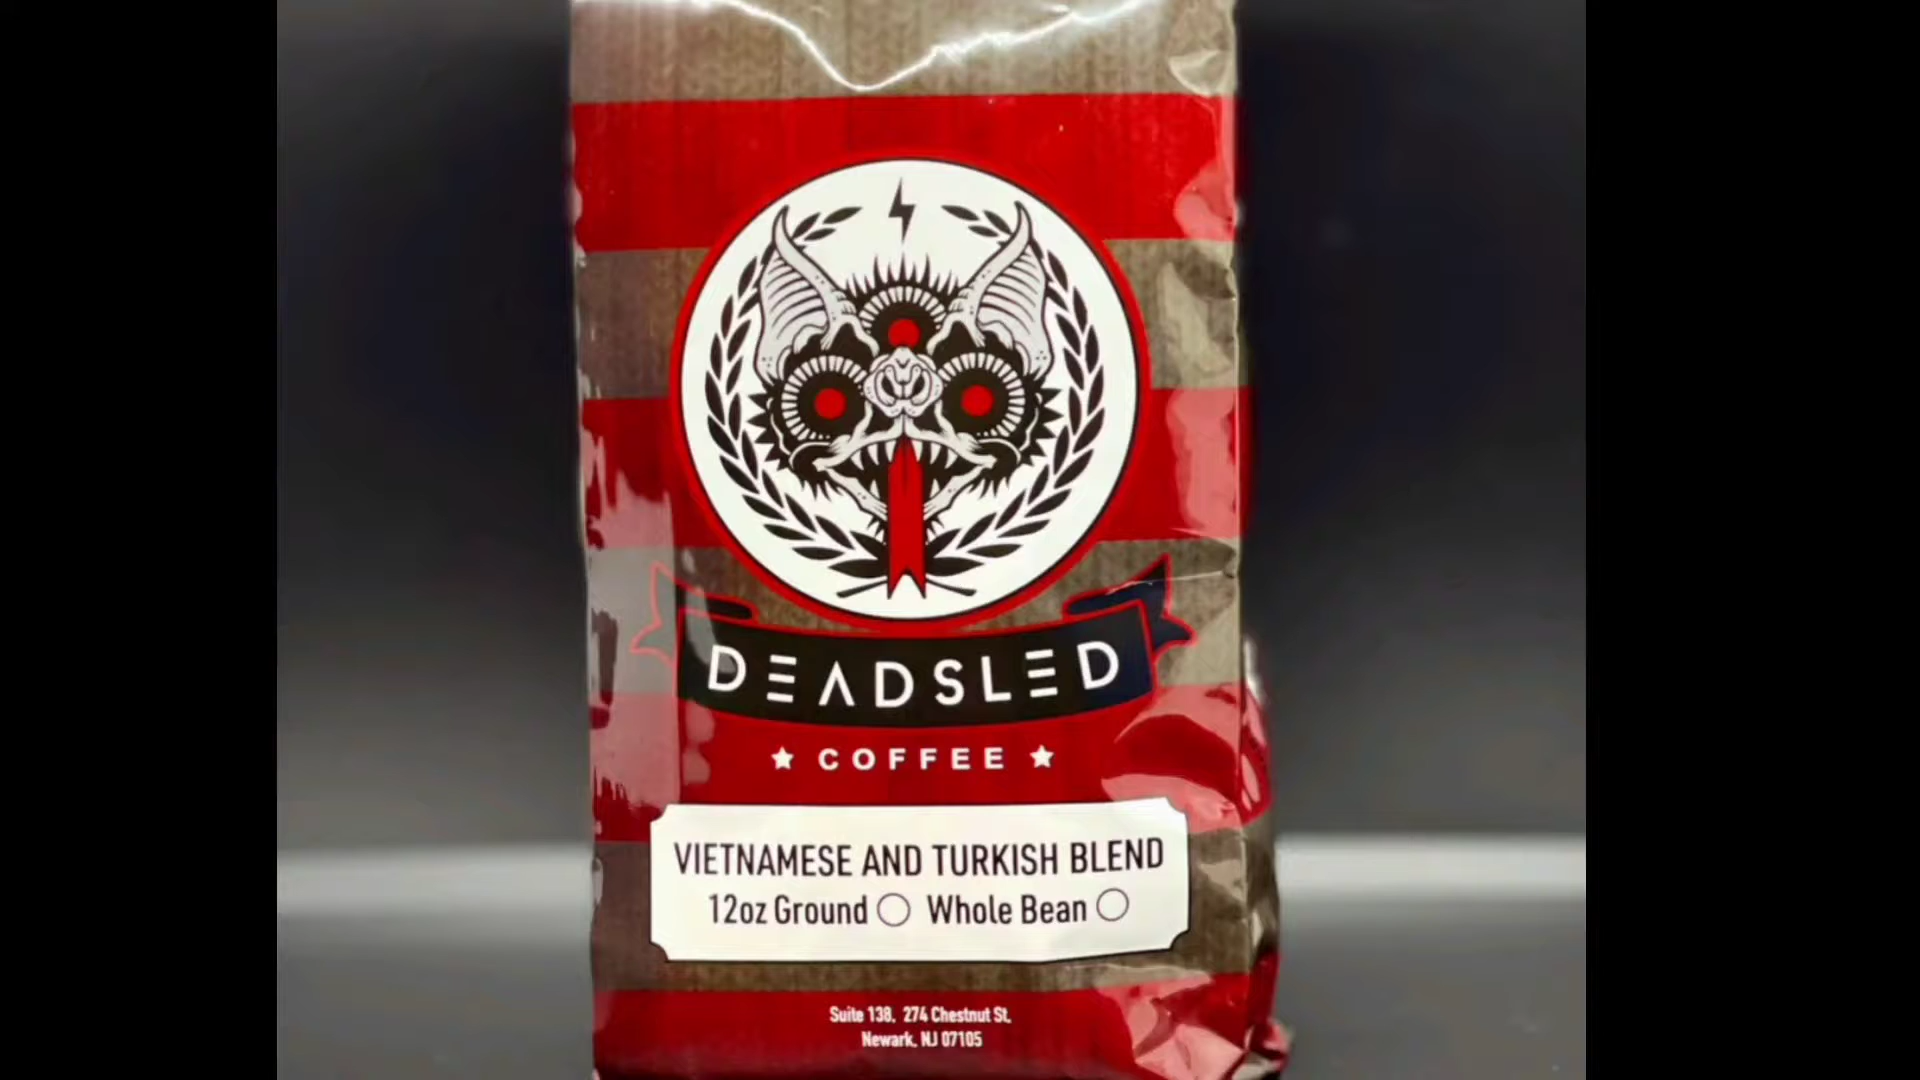 DEADSLED
★ COFFEE ★
VIETNAMESE AND TURKISH BLEND
12oz Ground ○ Whole Bean ○
Suite 138, 274 Chestnut St,
Newark, NJ 07105